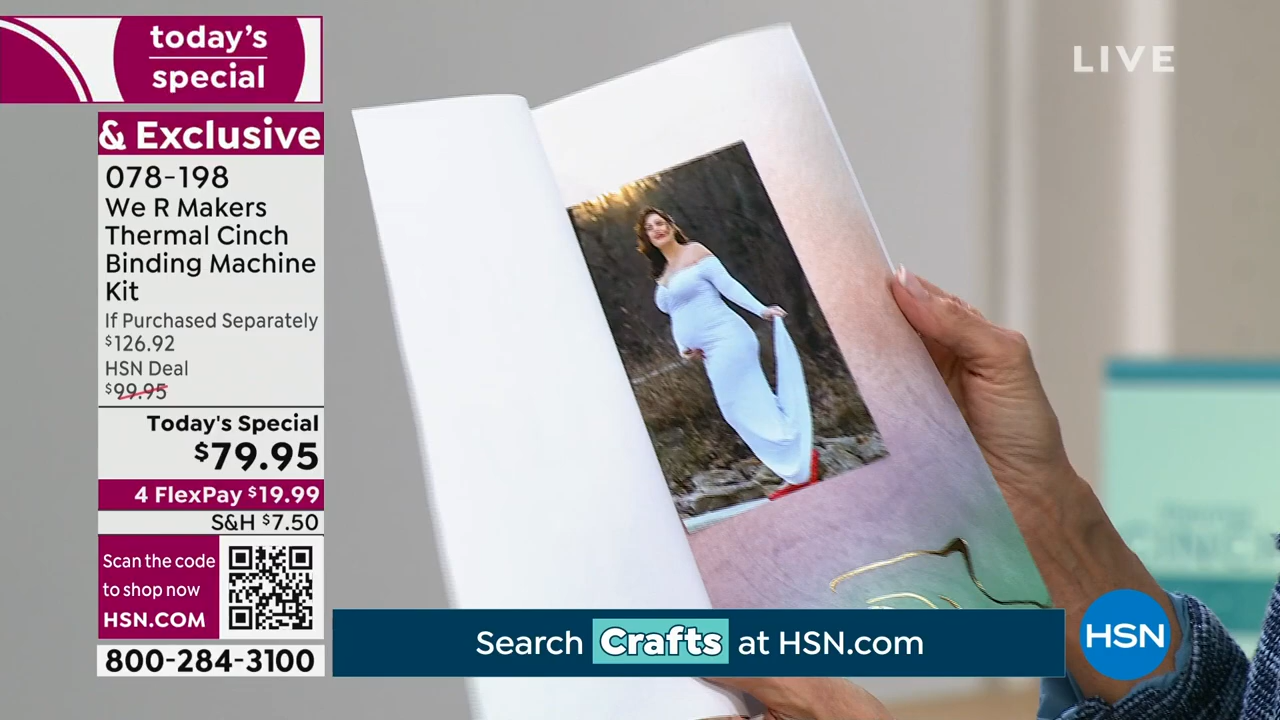 today's
special
& Exclusive
078-198
We R Makers
Thermal Cinch
Binding Machine
Kit
If Purchased Separately
$126.92
HSN Deal
$99.95
Today's Special
$79.95
4 FlexPay $19.99
S&H $7.50
Scan the code
to shop now
HSN.COM
800-284-3100
LIVE
Search Crafts at HSN.com
HSN